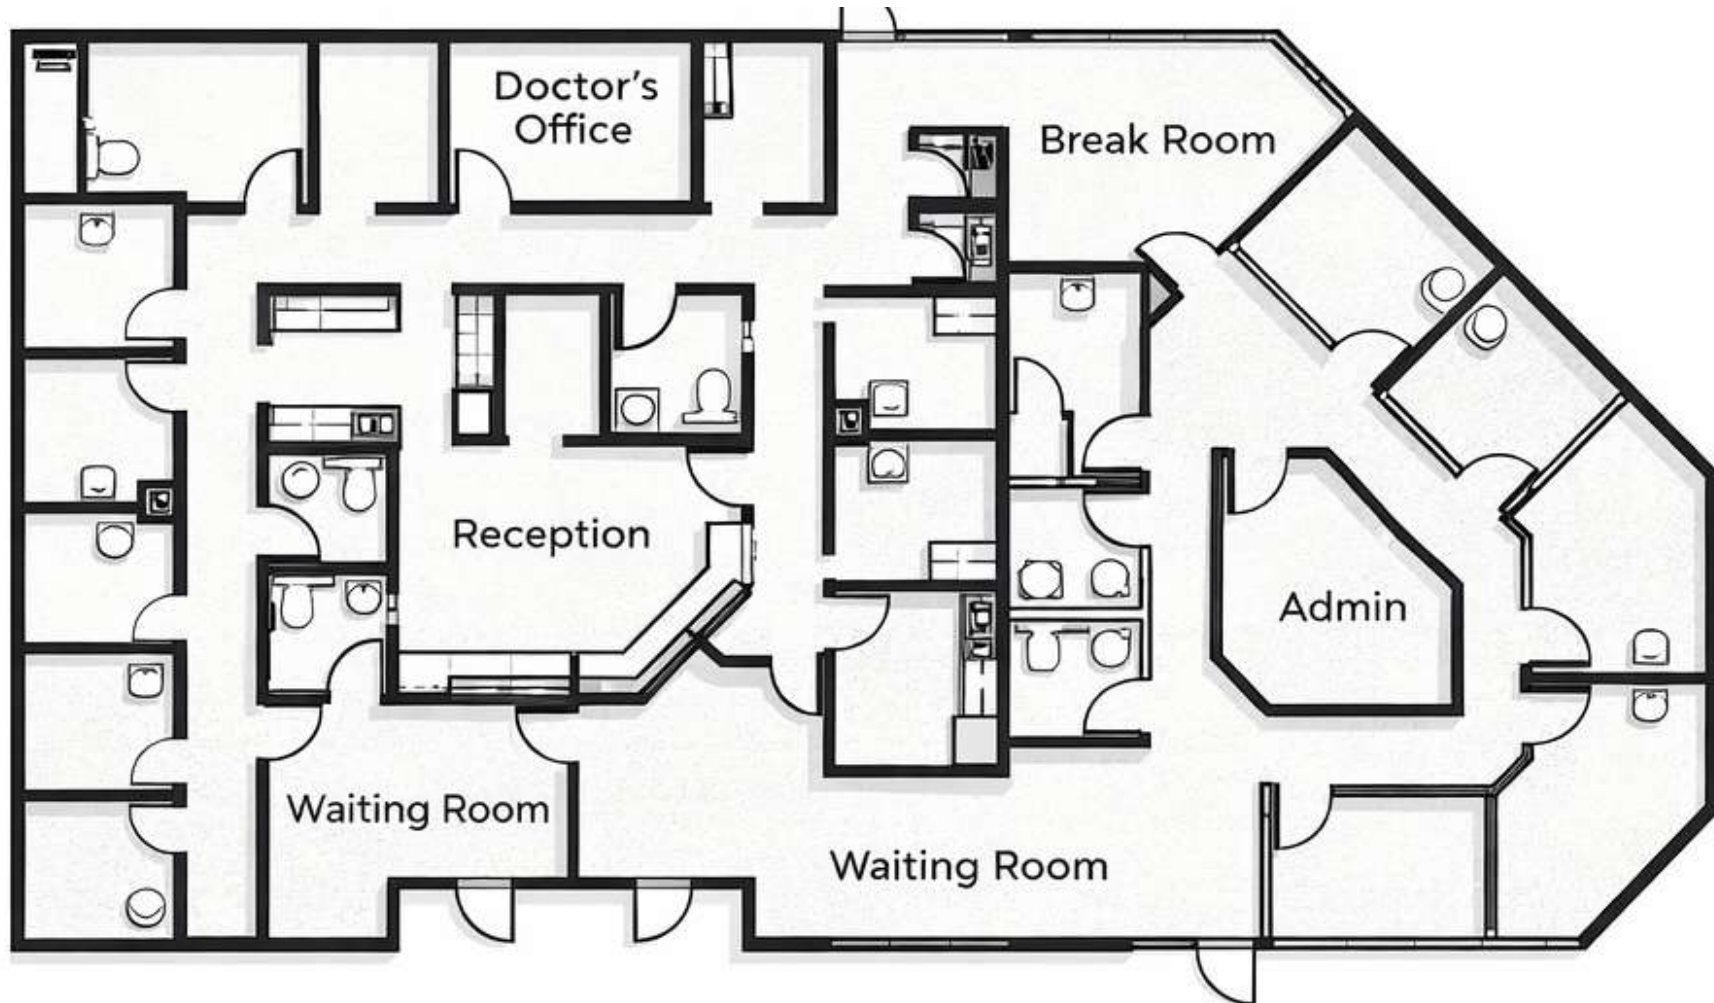 Doctor's
Office
Break Room
Reception
Admin
Waiting Room
Waiting Room